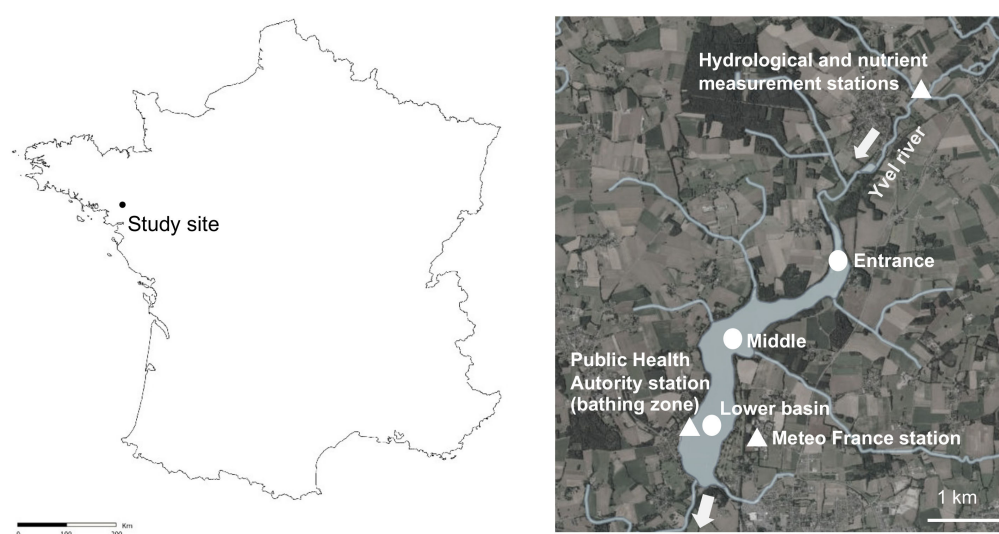 Study site
Km
0 100 200
Hydrological and nutrient
measurement stations
Yvel river
Entrance
Middle
Public Health
Autority station
(bathing zone)
Lower basin
Meteo France station
1 km